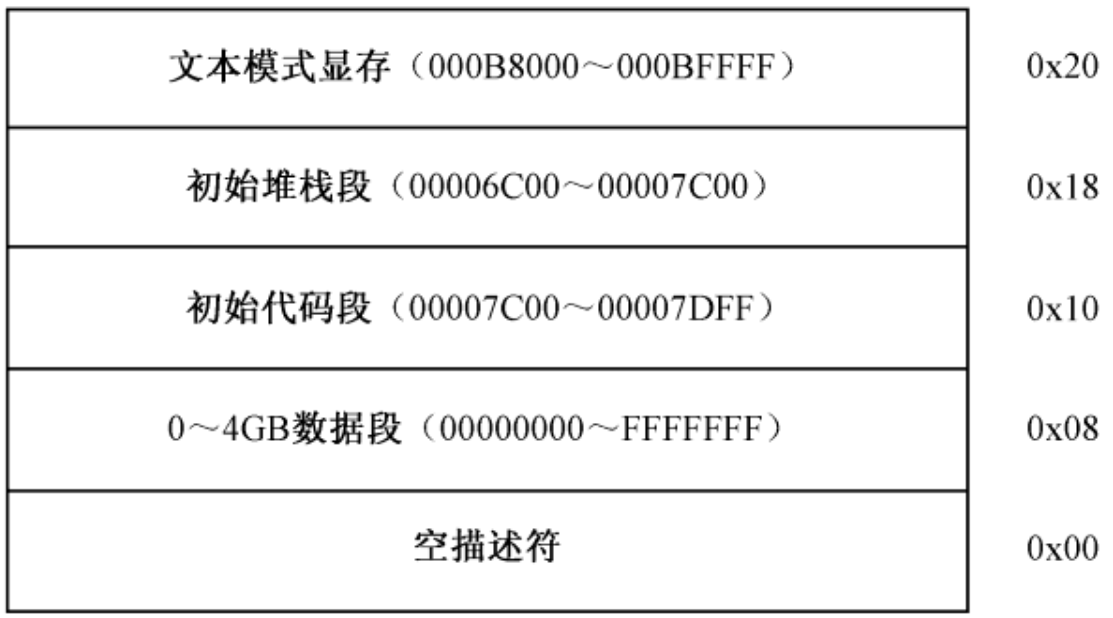 文本模式显存（000B8000～000BFFFF） 0x20
初始堆栈段（00006C00～00007C00） 0x18
初始代码段（00007C00～00007DFF） 0x10
0～4GB数据段（00000000～FFFFFFF） 0x08
空描述符 0x00